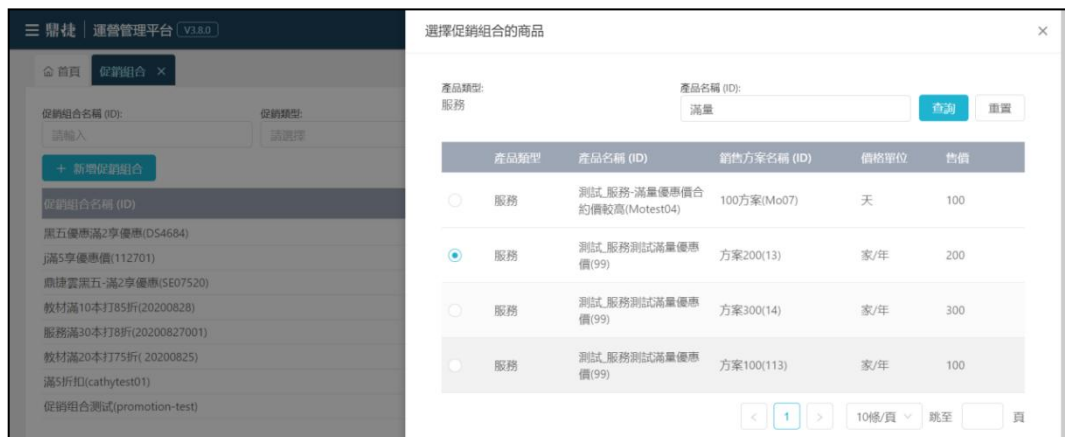 鼎捷 運營管理平台 V3.8.0
首頁 促銷組合 ×
促銷組合名稱 (ID): 促銷類型:
請輸入 請選擇
+ 新增促銷組合
促銷組合名稱 (ID)
黑五優惠滿2享優惠(DS4684)
j滿5享優惠價(112701)
鼎捷雲黑五-滿2享優惠(SE07520)
教材滿10本打85折(20200828)
服務滿30本打8折(20200827001)
教材滿20本打75折( 20200825)
滿5折扣(cathytest01)
促销组合测试(promotion-test)
選擇促銷組合的商品 ×
產品類型: 產品名稱 (ID):
服務 滿量 查詢 重置
產品類型 產品名稱 (ID) 銷售方案名稱 (ID) 價格單位 售價
服務 測試_服務-滿量優惠價合 100方案(Mo07) 天 100
約價較高(Motest04)
服務 測試_服務測試滿量優惠 方案200(13) 家/年 200
價(99)
服務 測試_服務測試滿量優惠 方案300(14) 家/年 300
價(99)
服務 測試_服務測試滿量優惠 方案100(113) 家/年 100
價(99)
< 1 > 10條/頁 跳至 頁